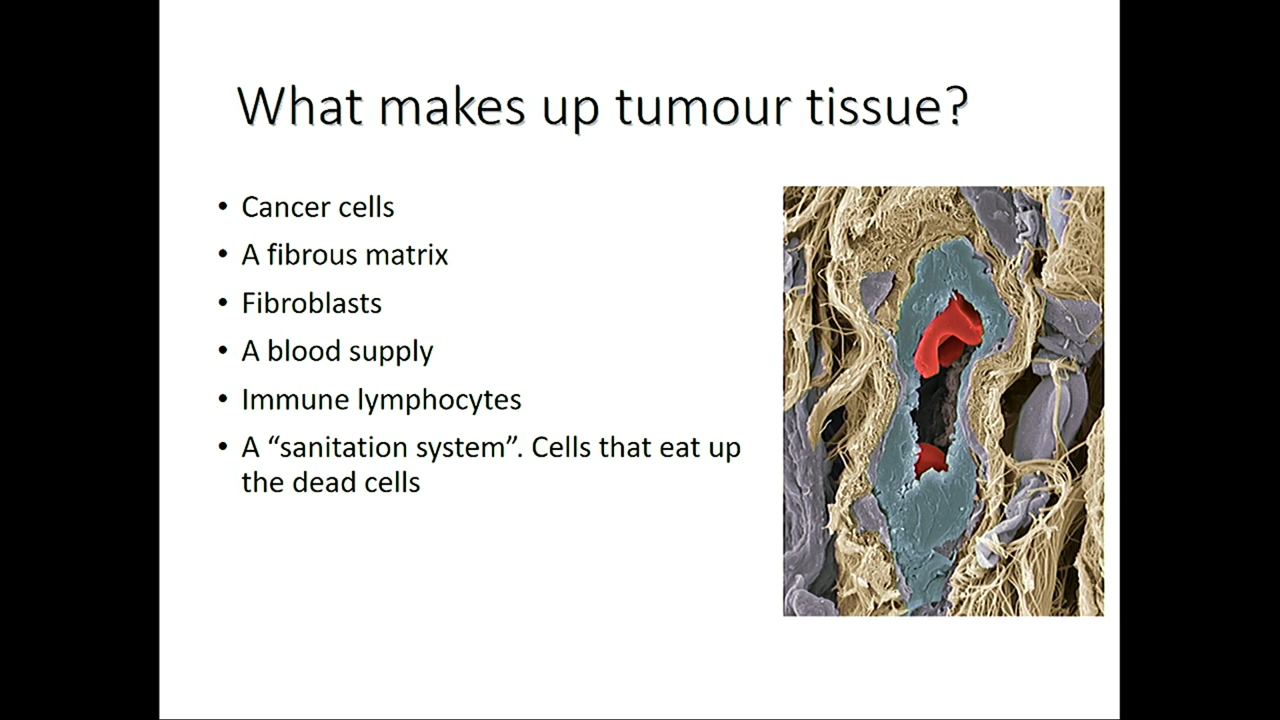 What makes up tumour tissue?
• Cancer cells
• A fibrous matrix
• Fibroblasts
• A blood supply
• Immune lymphocytes
• A “sanitation system”. Cells that eat up
the dead cells